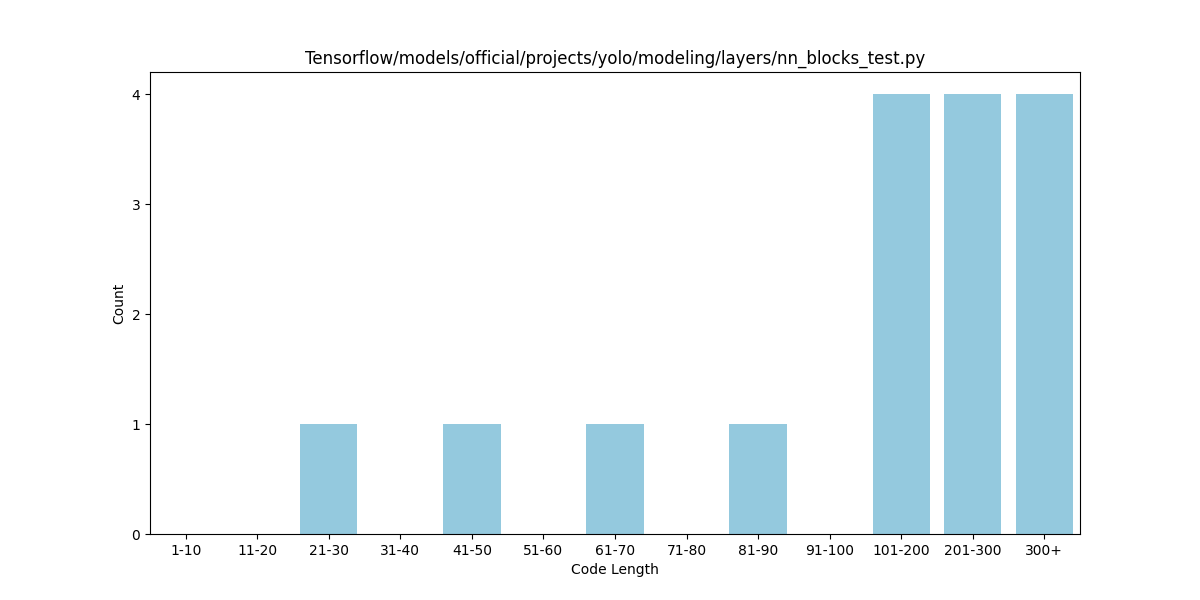 Tensorflow/models/official/projects/yolo/modeling/layers/nn_blocks_test.py
4
3
2
1
0
Count
1-10 11-20 21-30 31-40 41-50 51-60 61-70 71-80 81-90 91-100 101-200 201-300 300+
Code Length